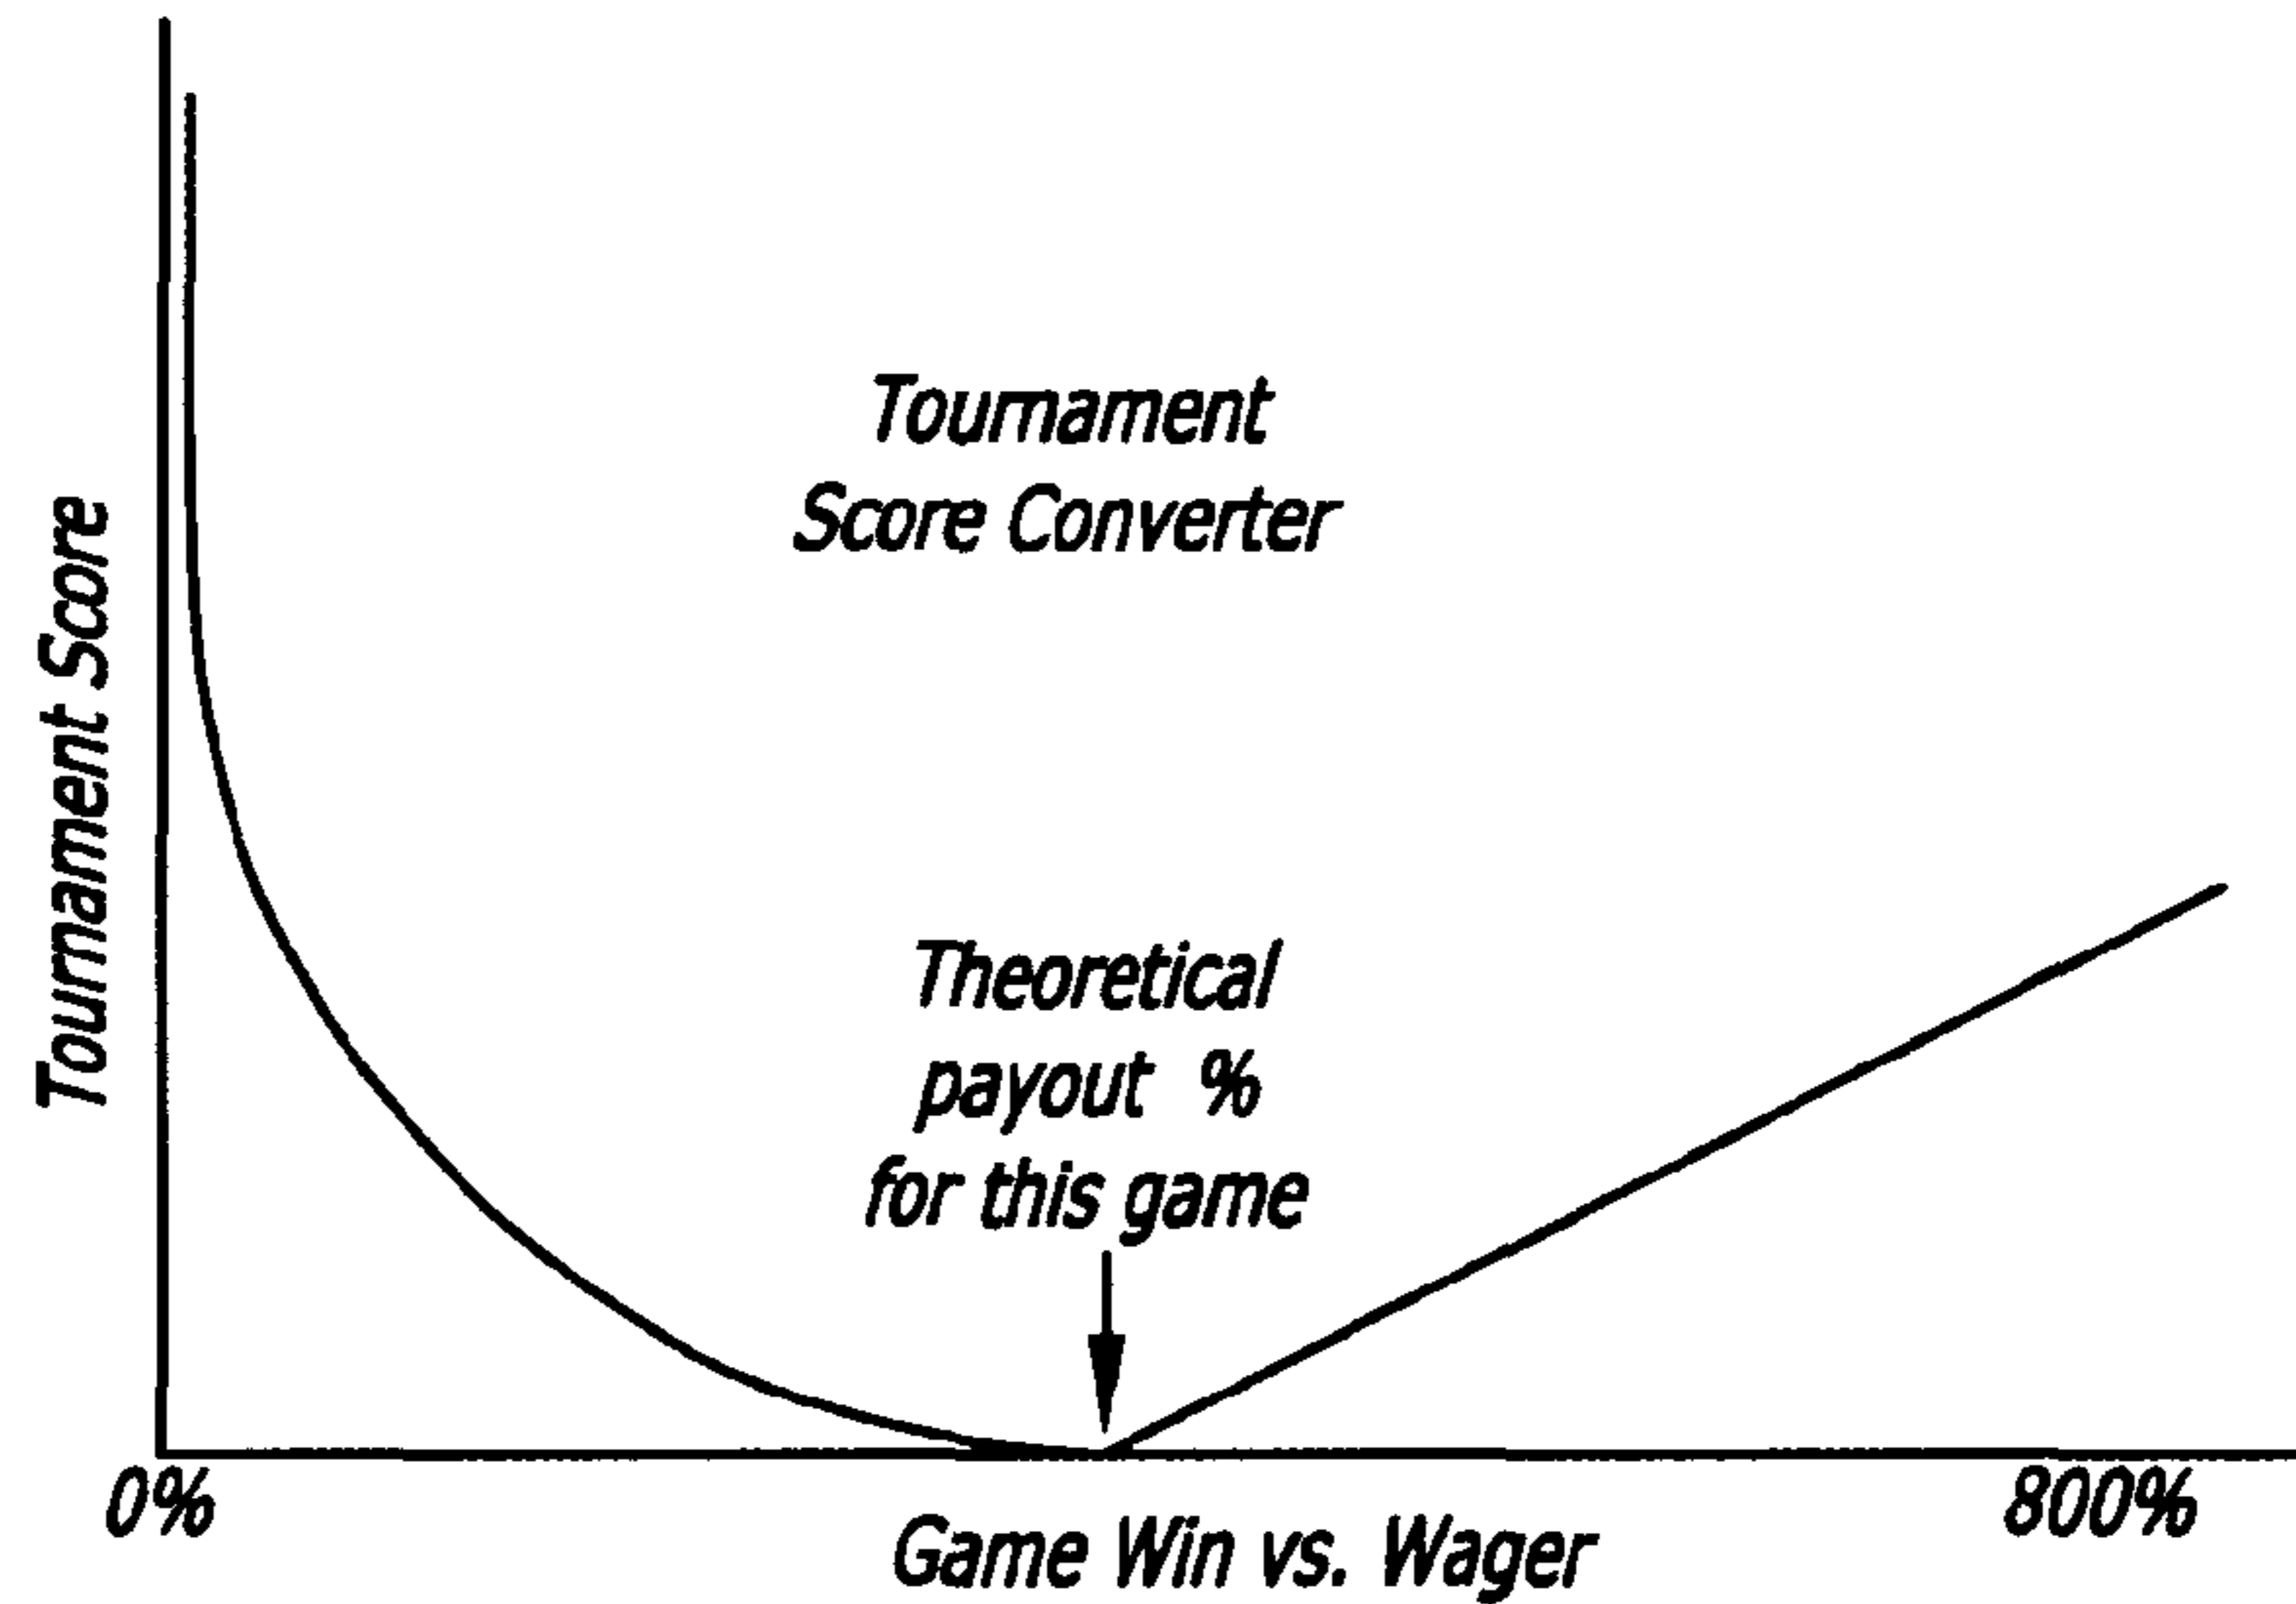 Tournament
Score Converter
Tournament Score
Theoretical
payout %
for this game
0%
800%
Game Win vs. Wager